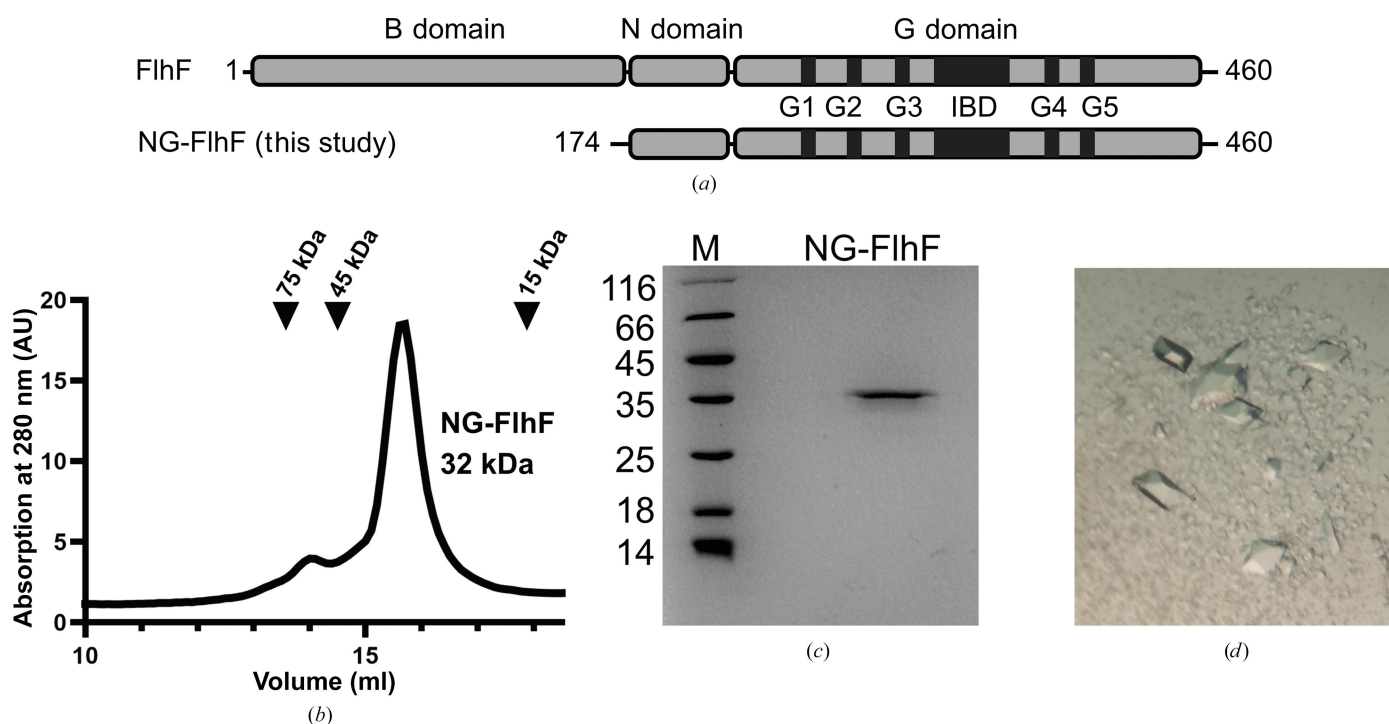 B domain N domain G domain
FlhF 1 460
G1 G2 G3 IBD G4 G5
NG-FlhF (this study) 174 460
(a)
75 kDa 45 kDa 15 kDa
20
15
10
5
0
10 15
Absorption at 280 nm (AU)
Volume (ml)
NG-FlhF
32 kDa
(b)
M NG-FlhF
116
66
45
35
25
18
14
(c)
(d)